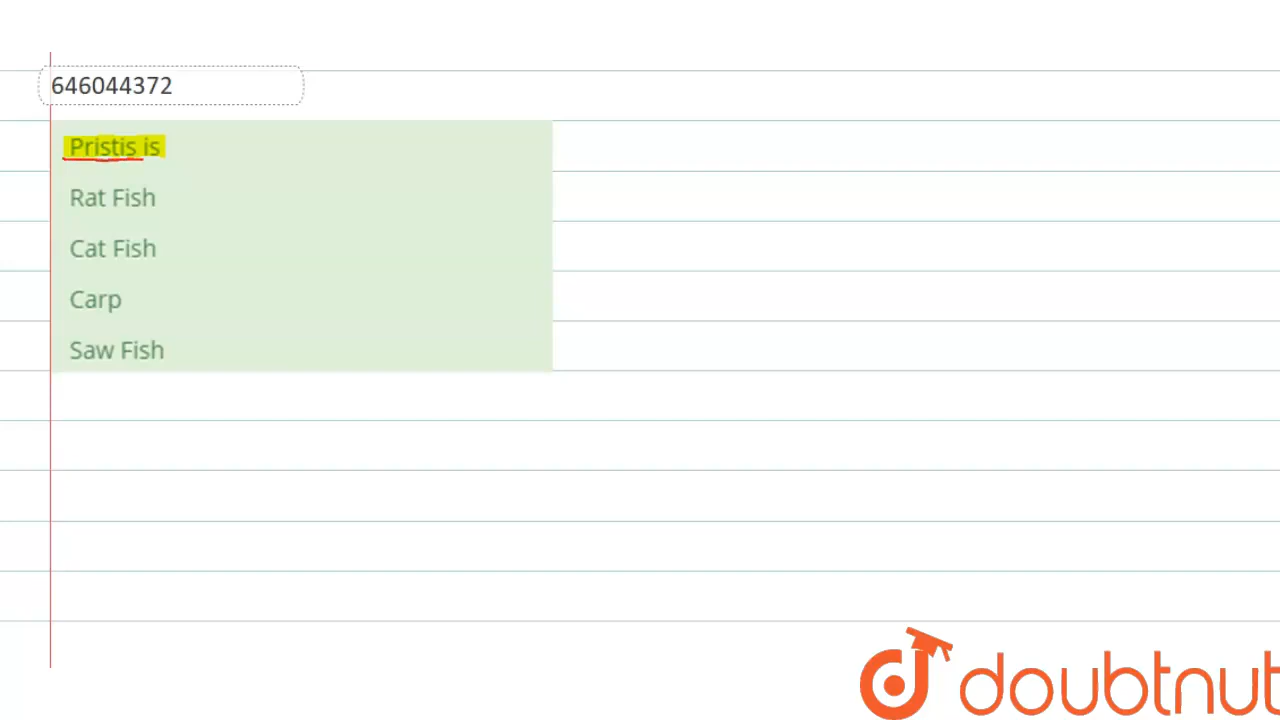 646044372
Pristis is
Rat Fish
Cat Fish
Carp
Saw Fish
doubtnut